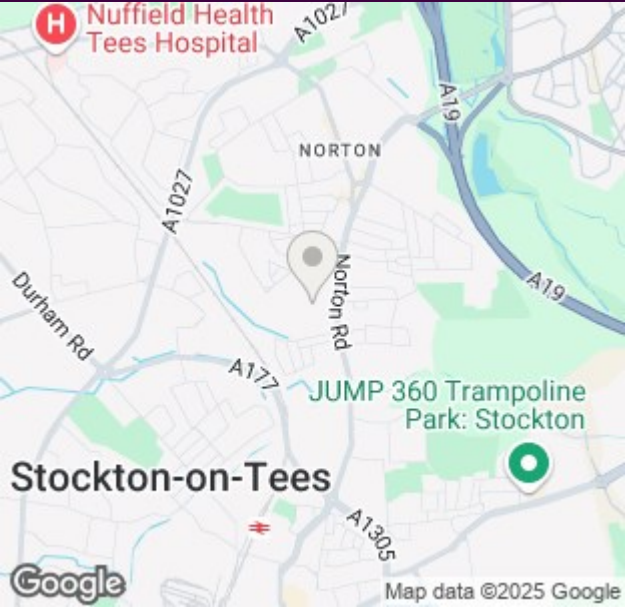 Nuffield Health
Tees Hospital
H
A1027
NORTON
A19
A1027
Norton Rd
A19
Durham Rd
A177
JUMP 360 Trampoline
Park: Stockton
Stockton-on-Tees
A1305
Google
Map data ©2025 Google